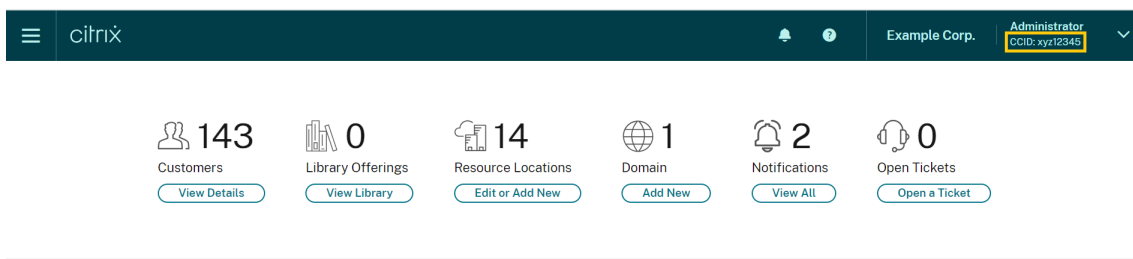 citrix
Example Corp.
Administrator
CCID: xyz12345
143
Customers
View Details
0
Library Offerings
View Library
14
Resource Locations
Edit or Add New
1
Domain
Add New
2
Notifications
View All
0
Open Tickets
Open a Ticket